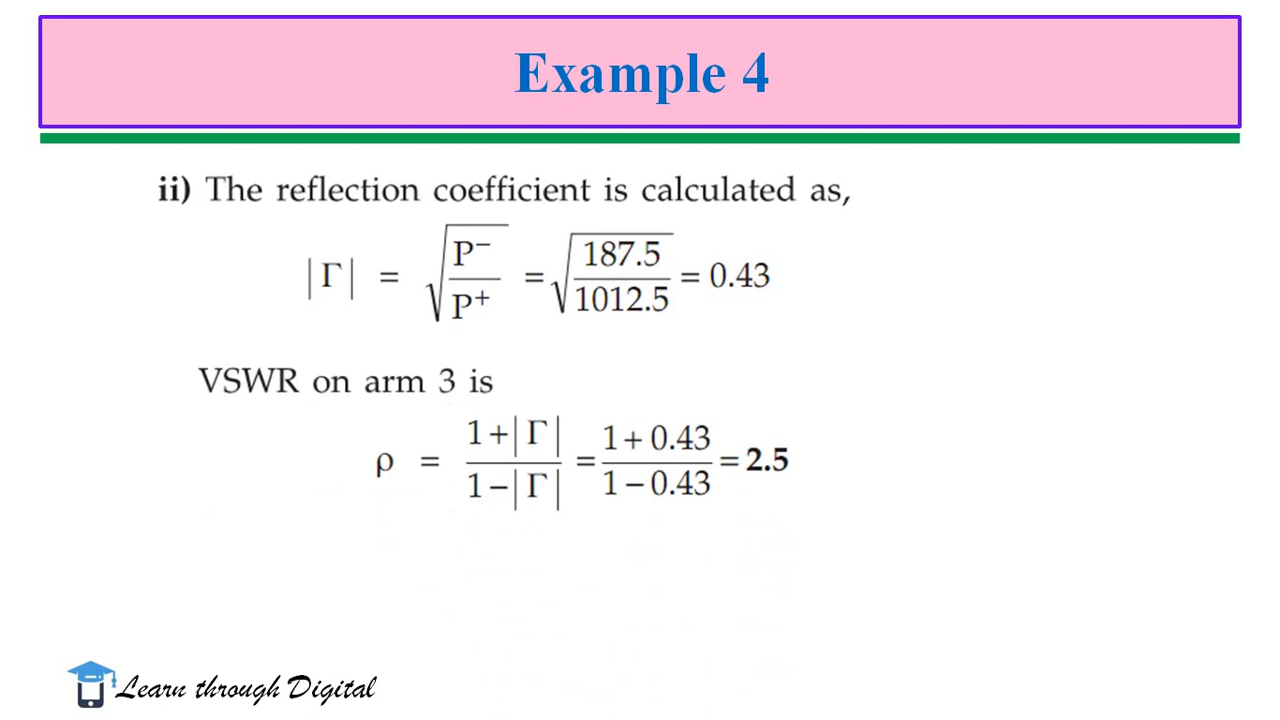 Example 4
ii) The reflection coefficient is calculated as,
|Γ| = √(P⁻/P⁺) = √(187.5/1012.5) = 0.43
VSWR on arm 3 is
ρ = (1+|Γ|)/(1−|Γ|) = (1 + 0.43)/(1 − 0.43) = 2.5
Learn through Digital